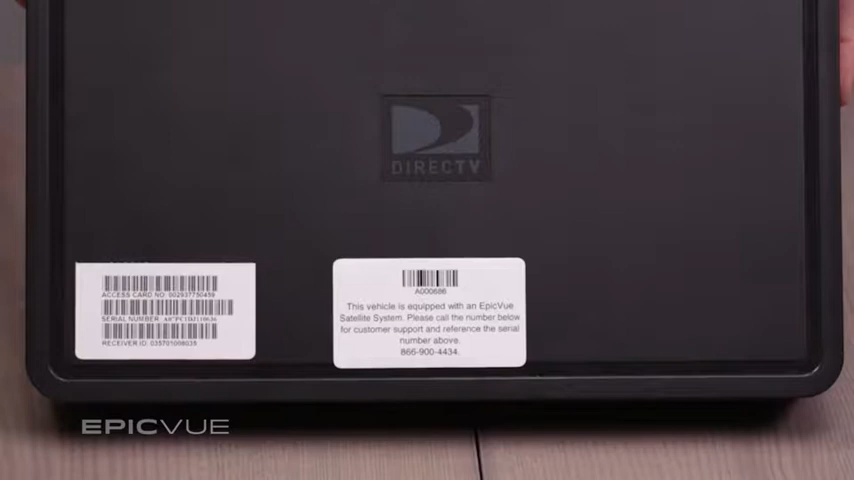 DIRECTV
ACCESS CARD NO: 002937750459
SERIAL NUMBER:
RECEIVER ID: 035701098035
A000686
This vehicle is equipped with an EpicVue
Satellite System. Please call the number below
for customer support and reference the serial
number above.
866-900-4434.
EPICVUE